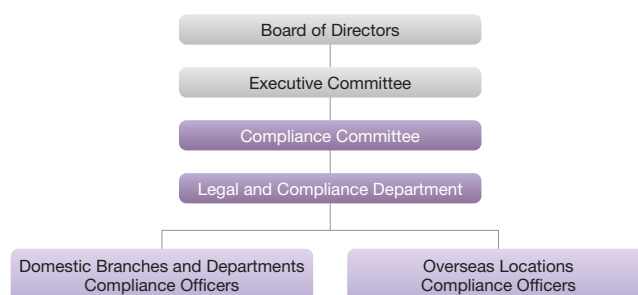 Board of Directors
Executive Committee
Compliance Committee
Legal and Compliance Department
Domestic Branches and Departments
Compliance Officers
Overseas Locations
Compliance Officers